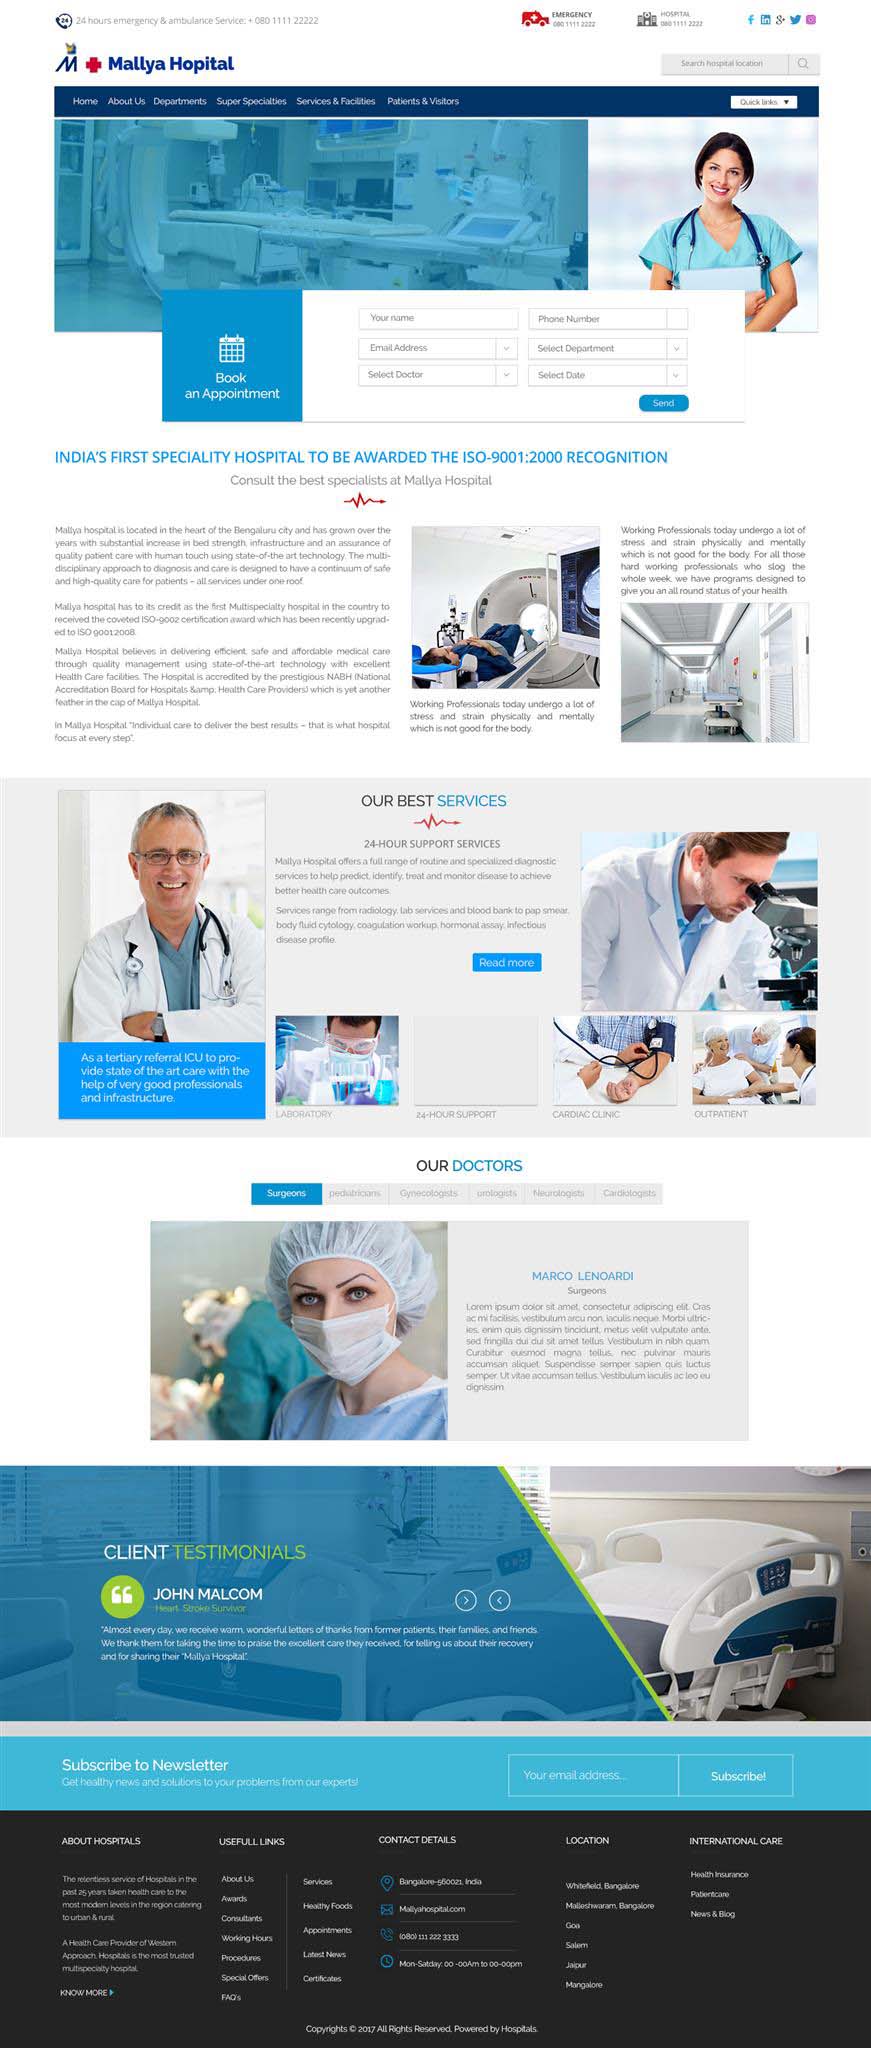 24 hours emergency & ambulance Service: + 080 1111 22222
EMERGENCY
080 1111 2222
HOSPITAL
080 1111 2222
24
M Mallya Hopital
Search hospital location
Home About Us Departments Super Specialties Services & Facilities Patients & Visitors
Quick links
Book
an Appointment
Your name
Phone Number
Email Address
Select Department
Select Doctor
Select Date
Send
INDIA'S FIRST SPECIALITY HOSPITAL TO BE AWARDED THE ISO-9001:2000 RECOGNITION
Consult the best specialists at Mallya Hospital
Mallya hospital is located in the heart of the Bengaluru city and has grown over the
years with substantial increase in bed strength, infrastructure and an assurance of
quality patient care with human touch using state-of-the art technology. The multi-
disciplinary approach to diagnosis and care is designed to have a continuum of safe
and high-quality care for patients – all services under one roof.
Mallya hospital has to its credit as the first Multispecialty hospital in the country to
received the coveted ISO-9002 certification award which has been recently upgrad-
ed to ISO 9001:2008.
Mallya Hospital believes in delivering efficient, safe and affordable medical care
through quality management using state-of-the-art technology with excellent
Health Care facilities. The Hospital is accredited by the prestigious NABH (National
Accreditation Board for Hospitals &amp; Health Care Providers) which is yet another
feather in the cap of Mallya Hospital.
In Mallya Hospital "Individual care to deliver the best results – that is what hospital
focus at every step".
Working Professionals today undergo a lot of
stress and strain physically and mentally
which is not good for the body.
Working Professionals today undergo a lot of
stress and strain physically and mentally
which is not good for the body. For all those
hard working professionals who slog the
whole week, we have programs designed to
give you an all round status of your health.
OUR BEST SERVICES
24-HOUR SUPPORT SERVICES
Mallya Hospital offers a full range of routine and specialized diagnostic
services to help predict, identify, treat and monitor disease to achieve
better health care outcomes.
Services range from radiology, lab services and blood bank to pap smear,
body fluid cytology, coagulation workup, hormonal assay, infectious
disease profile.
Read more
As a tertiary referral ICU to pro-
vide state of the art care with the
help of very good professionals
and infrastructure.
LABORATORY
24-HOUR SUPPORT
CARDIAC CLINIC
OUTPATIENT
OUR DOCTORS
Surgeons pediatricians Gynecologists urologists Neurologists Cardiologists
MARCO LENOARDI
Surgeons
Lorem ipsum dolor sit amet, consectetur adipiscing elit. Cras
ac mi facilisis, vestibulum arcu non, iaculis neque. Morbi ultric-
ies, enim quis dignissim tincidunt, metus velit vulputate ante,
sed fringilla dui dui sit amet tellus. Vestibulum in nibh quam.
Curabitur euismod magna tellus, nec pulvinar mauris
accumsan aliquet. Suspendisse semper sapien quis luctus
semper. Ut vitae accumsan tellus. Vestibulum iaculis ac leo eu
dignissim.
CLIENT TESTIMONIALS
JOHN MALCOM
Heart Stroke Survivor
"Almost every day, we receive warm, wonderful letters of thanks from former patients, their families, and friends.
We thank them for taking the time to praise the excellent care they received, for telling us about their recovery
and for sharing their "Mallya Hospital".
Subscribe to Newsletter
Get healthy news and solutions to your problems from our experts!
Your email address...
Subscribe!
ABOUT HOSPITALS
The relentless service of Hospitals in the
past 25 years taken health care to the
most modern levels in the region catering
to urban & rural.
A Health Care Provider of Western
Approach, Hospitals is the most trusted
multispecialty hospital.
KNOW MORE
USEFULL LINKS
About Us
Awards
Consultants
Working Hours
Procedures
Special Offers
FAQ's
Services
Healthy Foods
Appointments
Latest News
Certificates
CONTACT DETAILS
Bangalore-560021, India
Mallyahospital.com
(080) 111 222 3333
Mon-Satday: 00 -00Am to 00-00pm
LOCATION
Whitefield, Bangalore
Malleshwaram, Bangalore
Goa
Salem
Jaipur
Mangalore
INTERNATIONAL CARE
Health Insurance
Patientcare
News & Blog
Copyrights © 2017 All Rights Reserved, Powered by Hospitals.